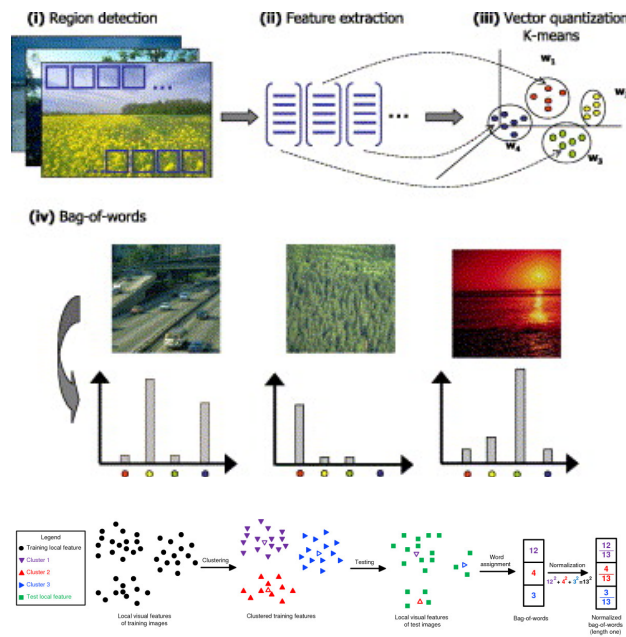 (i) Region detection
(ii) Feature extraction
(iii) Vector quantization
K-means
w1
w
w3
w4
...
...
...
(iv) Bag-of-words
Legend
Training local feature
Cluster 1
Cluster 2
Cluster 3
Test local feature
Local visual features
of training images
Clustering
Clustered training features
Testing
Local visual features
of test images
Word
assignment
12
4
3
Bag-of-words
Normalization
12² + 4² + 3² = 13²
12/13
4/13
3/13
Normalized
bag-of-words
(length one)